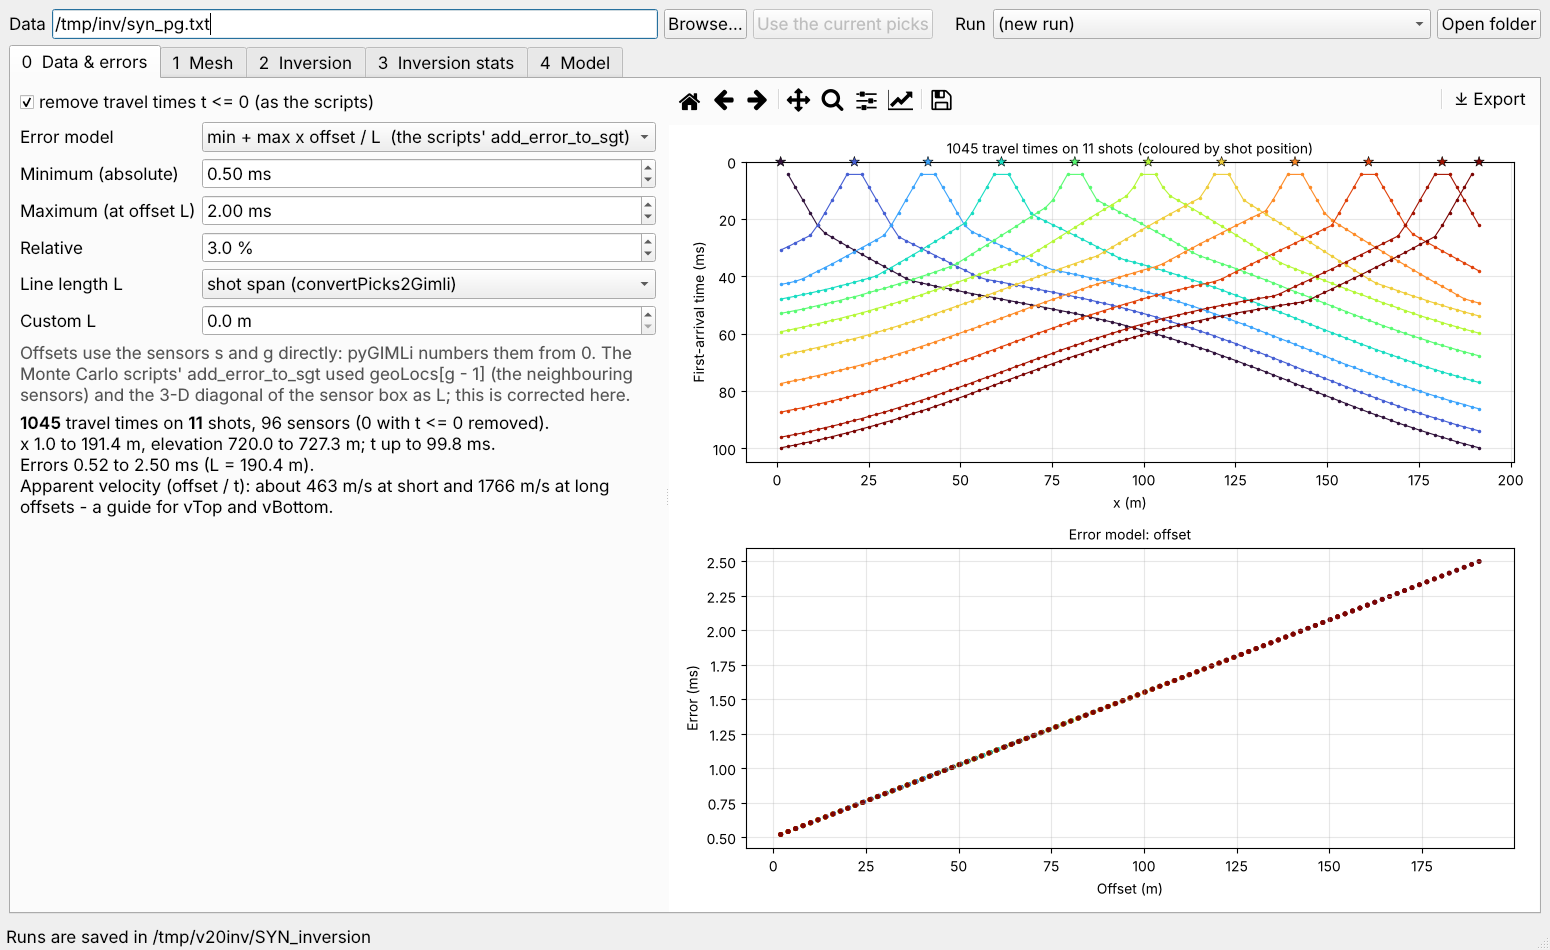 Data /tmp/inv/syn_pg.txt Browse... Use the current picks Run (new run) Open folder
0 Data & errors 1 Mesh 2 Inversion 3 Inversion stats 4 Model
remove travel times t <= 0 (as the scripts)
Error model min + max x offset / L (the scripts' add_error_to_sgt)
Minimum (absolute) 0.50 ms
Maximum (at offset L) 2.00 ms
Relative 3.0 %
Line length L shot span (convertPicks2Gimli)
Custom L 0.0 m
Offsets use the sensors s and g directly: pyGIMLi numbers them from 0. The
Monte Carlo scripts' add_error_to_sgt used geoLocs[g - 1] (the neighbouring
sensors) and the 3-D diagonal of the sensor box as L; this is corrected here.
1045 travel times on 11 shots, 96 sensors (0 with t <= 0 removed).
x 1.0 to 191.4 m, elevation 720.0 to 727.3 m; t up to 99.8 ms.
Errors 0.52 to 2.50 ms (L = 190.4 m).
Apparent velocity (offset / t): about 463 m/s at short and 1766 m/s at long
offsets - a guide for vTop and vBottom.
Export
1045 travel times on 11 shots (coloured by shot position)
First-arrival time (ms)
0
20
40
60
80
100
0 25 50 75 100 125 150 175 200
x (m)
Error model: offset
Error (ms)
2.50
2.25
2.00
1.75
1.50
1.25
1.00
0.75
0.50
0 25 50 75 100 125 150 175
Offset (m)
Runs are saved in /tmp/v20inv/SYN_inversion